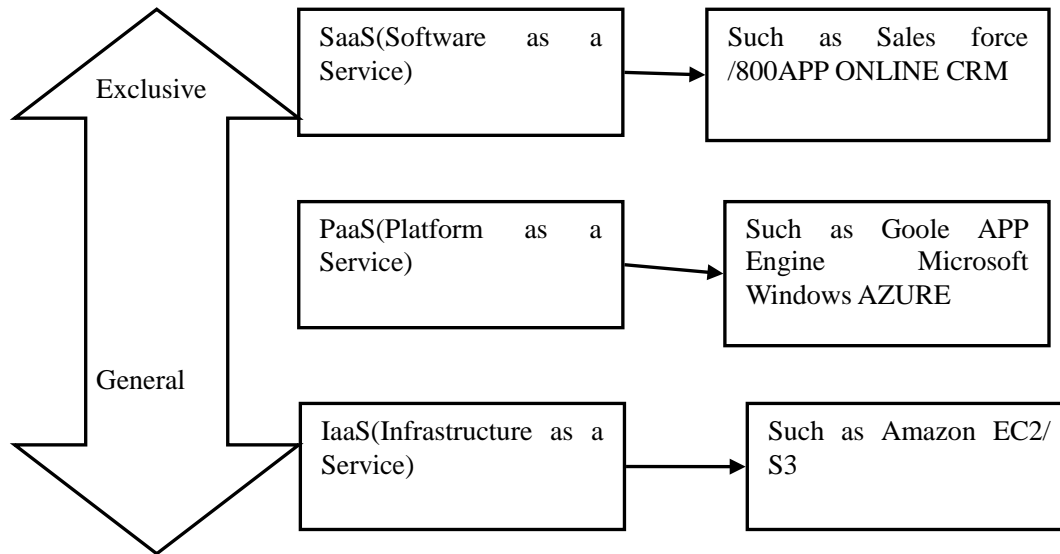 Exclusive
SaaS(Software as a
Service)
Such as Sales force
/800APP ONLINE CRM
PaaS(Platform as a
Service)
Such as Goole APP
Engine Microsoft
Windows AZURE
General
IaaS(Infrastructure as a
Service)
Such as Amazon EC2/
S3